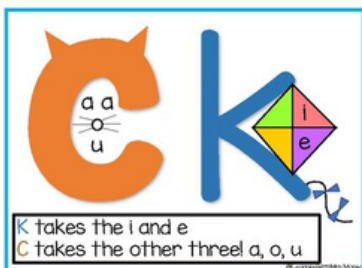 C k
a a
o
u
i
e
K takes the i and e
C takes the other three! a, o, u